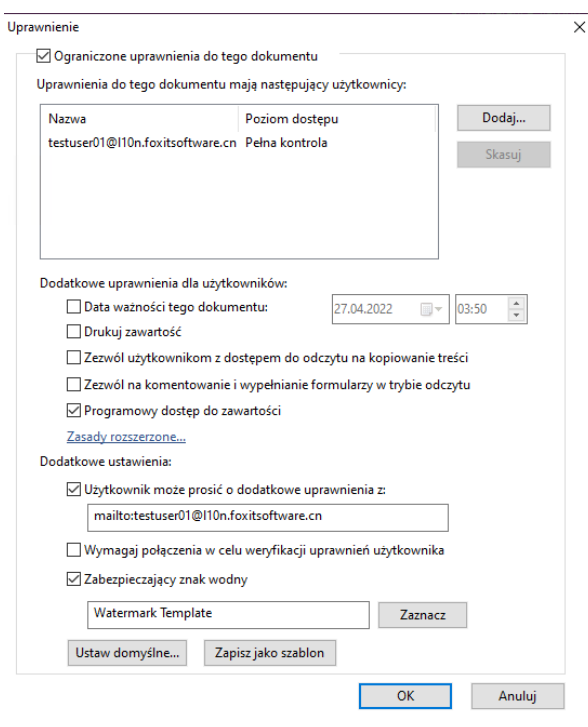 Uprawnienie
Ograniczone uprawnienia do tego dokumentu
Uprawnienia do tego dokumentu mają następujący użytkownicy:
Nazwa Poziom dostępu
testuser01@l10n.foxitsoftware.cn Pełna kontrola
Dodaj...
Skasuj
Dodatkowe uprawnienia dla użytkowników:
Data ważności tego dokumentu: 27.04.2022 03:50
Drukuj zawartość
Zezwól użytkownikom z dostępem do odczytu na kopiowanie treści
Zezwól na komentowanie i wypełnianie formularzy w trybie odczytu
Programowy dostęp do zawartości
Zasady rozszerzone...
Dodatkowe ustawienia:
Użytkownik może prosić o dodatkowe uprawnienia z:
mailto:testuser01@l10n.foxitsoftware.cn
Wymagaj połączenia w celu weryfikacji uprawnień użytkownika
Zabezpieczający znak wodny
Watermark Template Zaznacz
Ustaw domyślne... Zapisz jako szablon
OK Anuluj